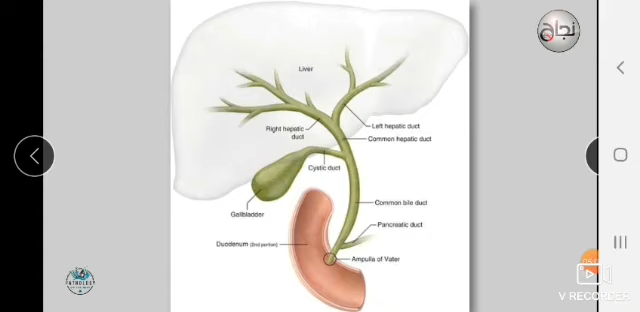 نجاح
Liver
Right hepatic
duct
Left hepatic duct
Common hepatic duct
Cystic duct
Gallbladder
Common bile duct
Pancreatic duct
Duodenum (2nd portion)
Ampulla of Vater
V RECORDER